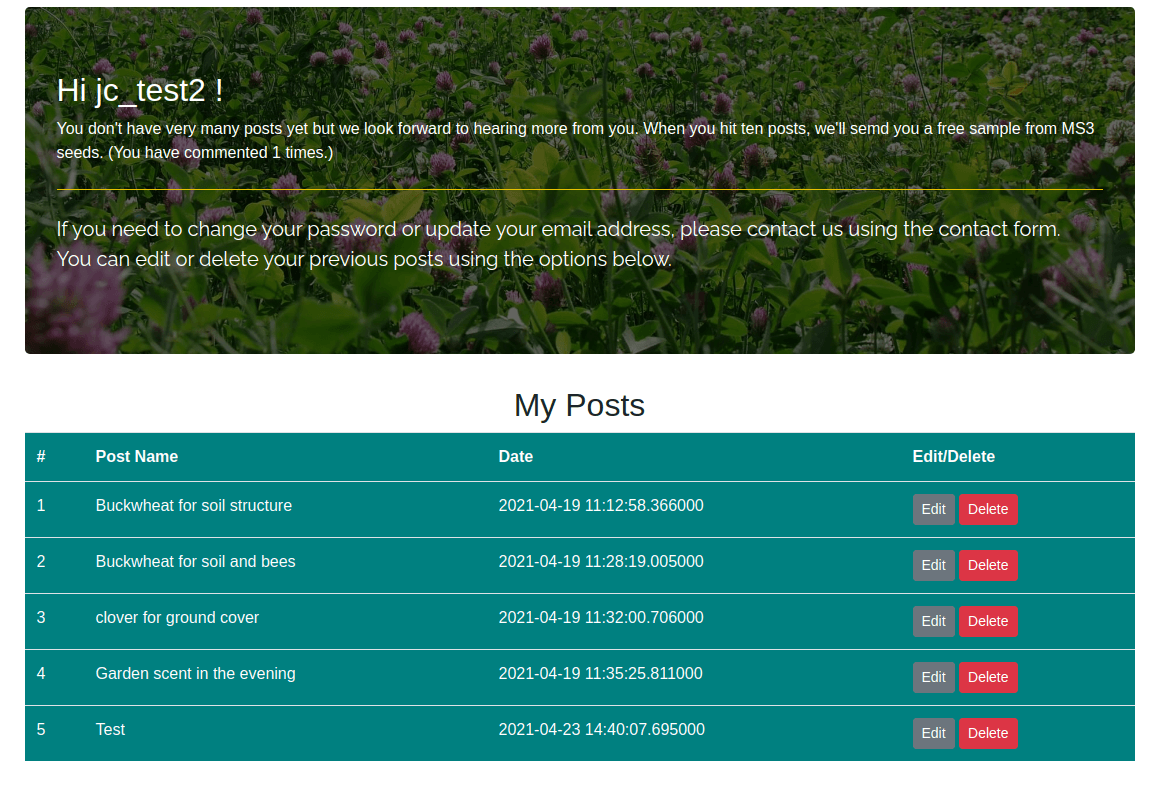 Hi jc_test2 !
You don't have very many posts yet but we look forward to hearing more from you. When you hit ten posts, we'll semd you a free sample from MS3
seeds. (You have commented 1 times.)
If you need to change your password or update your email address, please contact us using the contact form.
You can edit or delete your previous posts using the options below.
My Posts
# Post Name Date Edit/Delete
1 Buckwheat for soil structure 2021-04-19 11:12:58.366000 Edit Delete
2 Buckwheat for soil and bees 2021-04-19 11:28:19.005000 Edit Delete
3 clover for ground cover 2021-04-19 11:32:00.706000 Edit Delete
4 Garden scent in the evening 2021-04-19 11:35:25.811000 Edit Delete
5 Test 2021-04-23 14:40:07.695000 Edit Delete